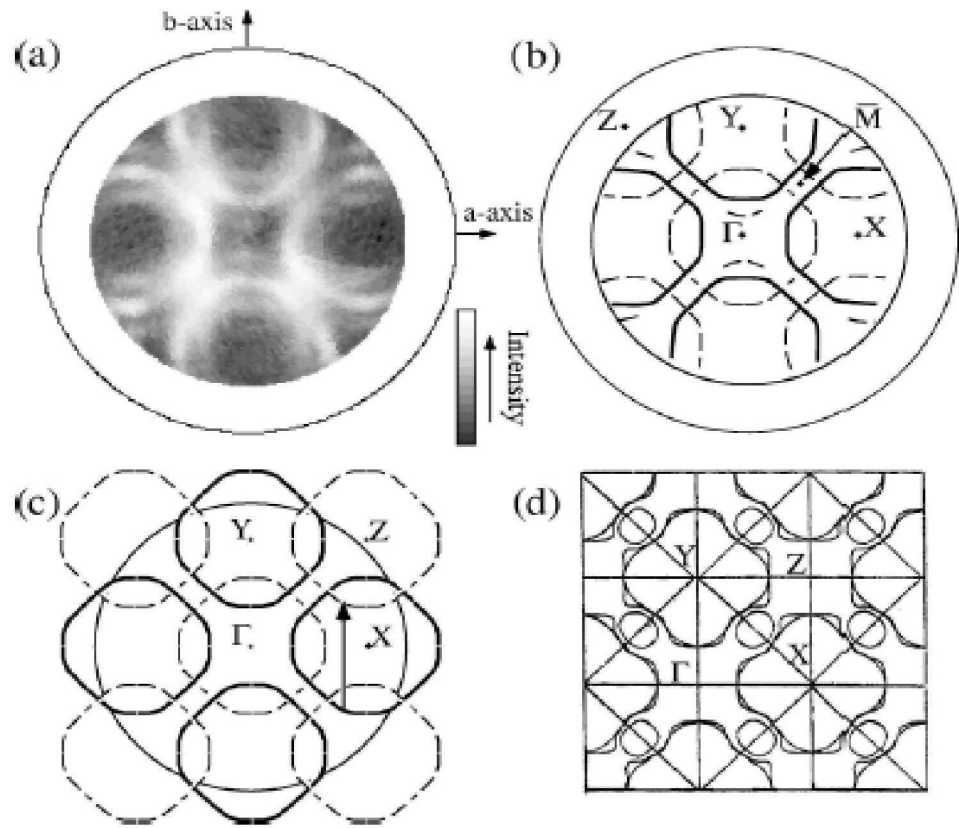 (a)
b-axis
a-axis
Intensity
(b)
Z
Y
M̅
Γ
X
(c)
Y
Z
Γ
X
(d)
Y
Z
Γ
X